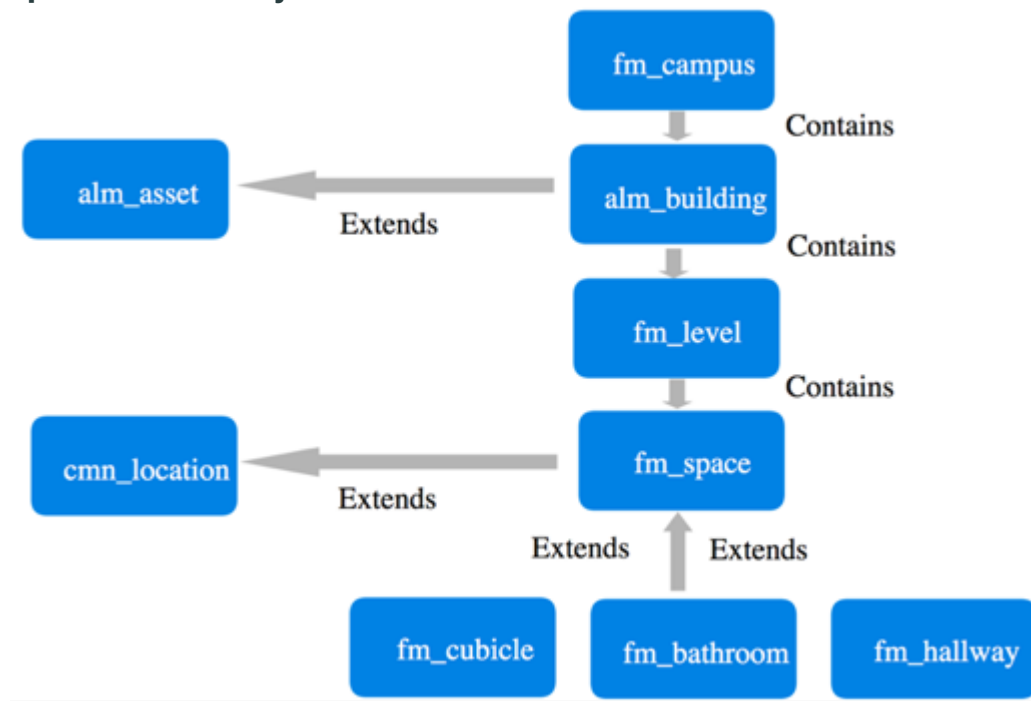 fm_campus
Contains
alm_asset
alm_building
Extends
Contains
fm_level
Contains
cmn_location
fm_space
Extends
Extends
Extends
fm_cubicle
fm_bathroom
fm_hallway